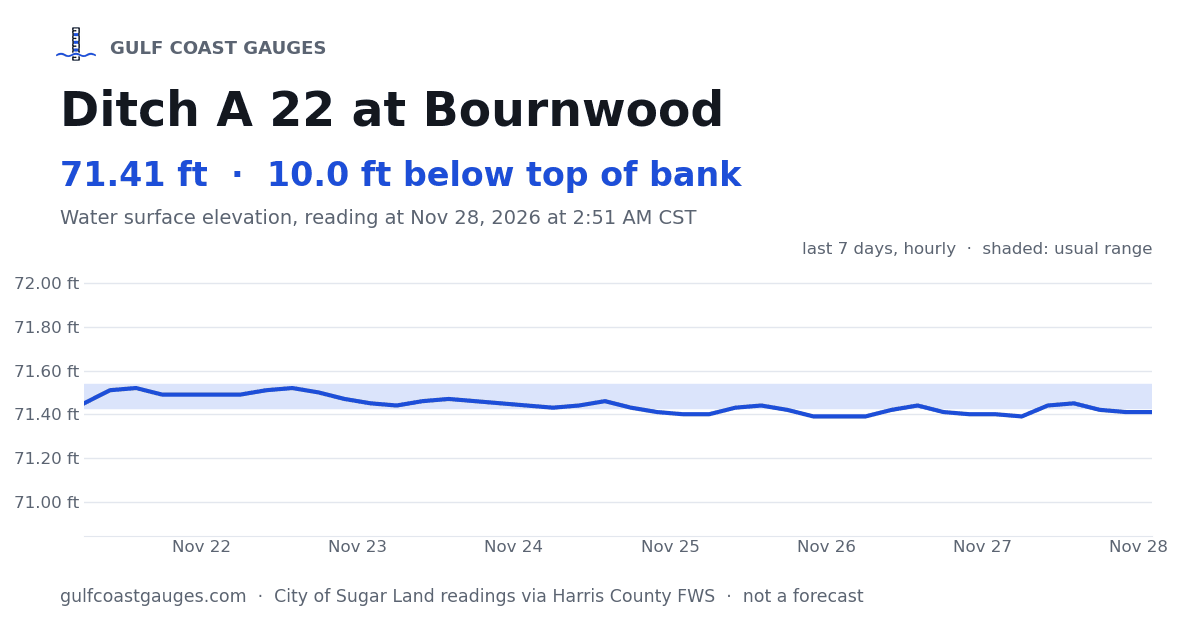 GULF COAST GAUGES
Ditch A 22 at Bournwood
71.41 ft · 10.0 ft below top of bank
Water surface elevation, reading at Nov 28, 2026 at 2:51 AM CST
last 7 days, hourly · shaded: usual range
72.00 ft
71.80 ft
71.60 ft
71.40 ft
71.20 ft
71.00 ft
Nov 22 Nov 23 Nov 24 Nov 25 Nov 26 Nov 27 Nov 28
gulfcoastgauges.com · City of Sugar Land readings via Harris County FWS · not a forecast